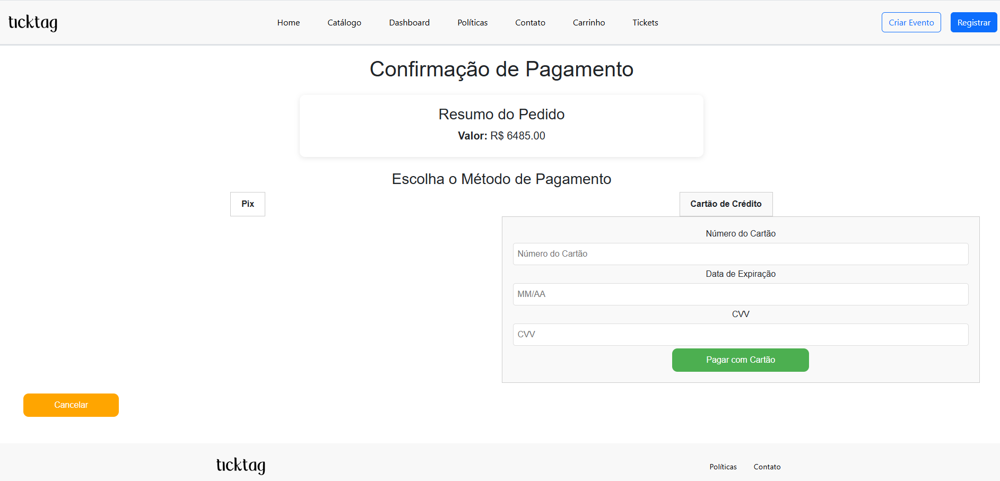 ticktag
Home Catálogo Dashboard Políticas Contato Carrinho Tickets
Criar Evento Registrar
Confirmação de Pagamento
Resumo do Pedido
Valor: R$ 6485.00
Escolha o Método de Pagamento
Pix
Cartão de Crédito
Número do Cartão
Número do Cartão
Data de Expiração
MM/AA
CVV
CVV
Pagar com Cartão
Cancelar
ticktag
Políticas Contato